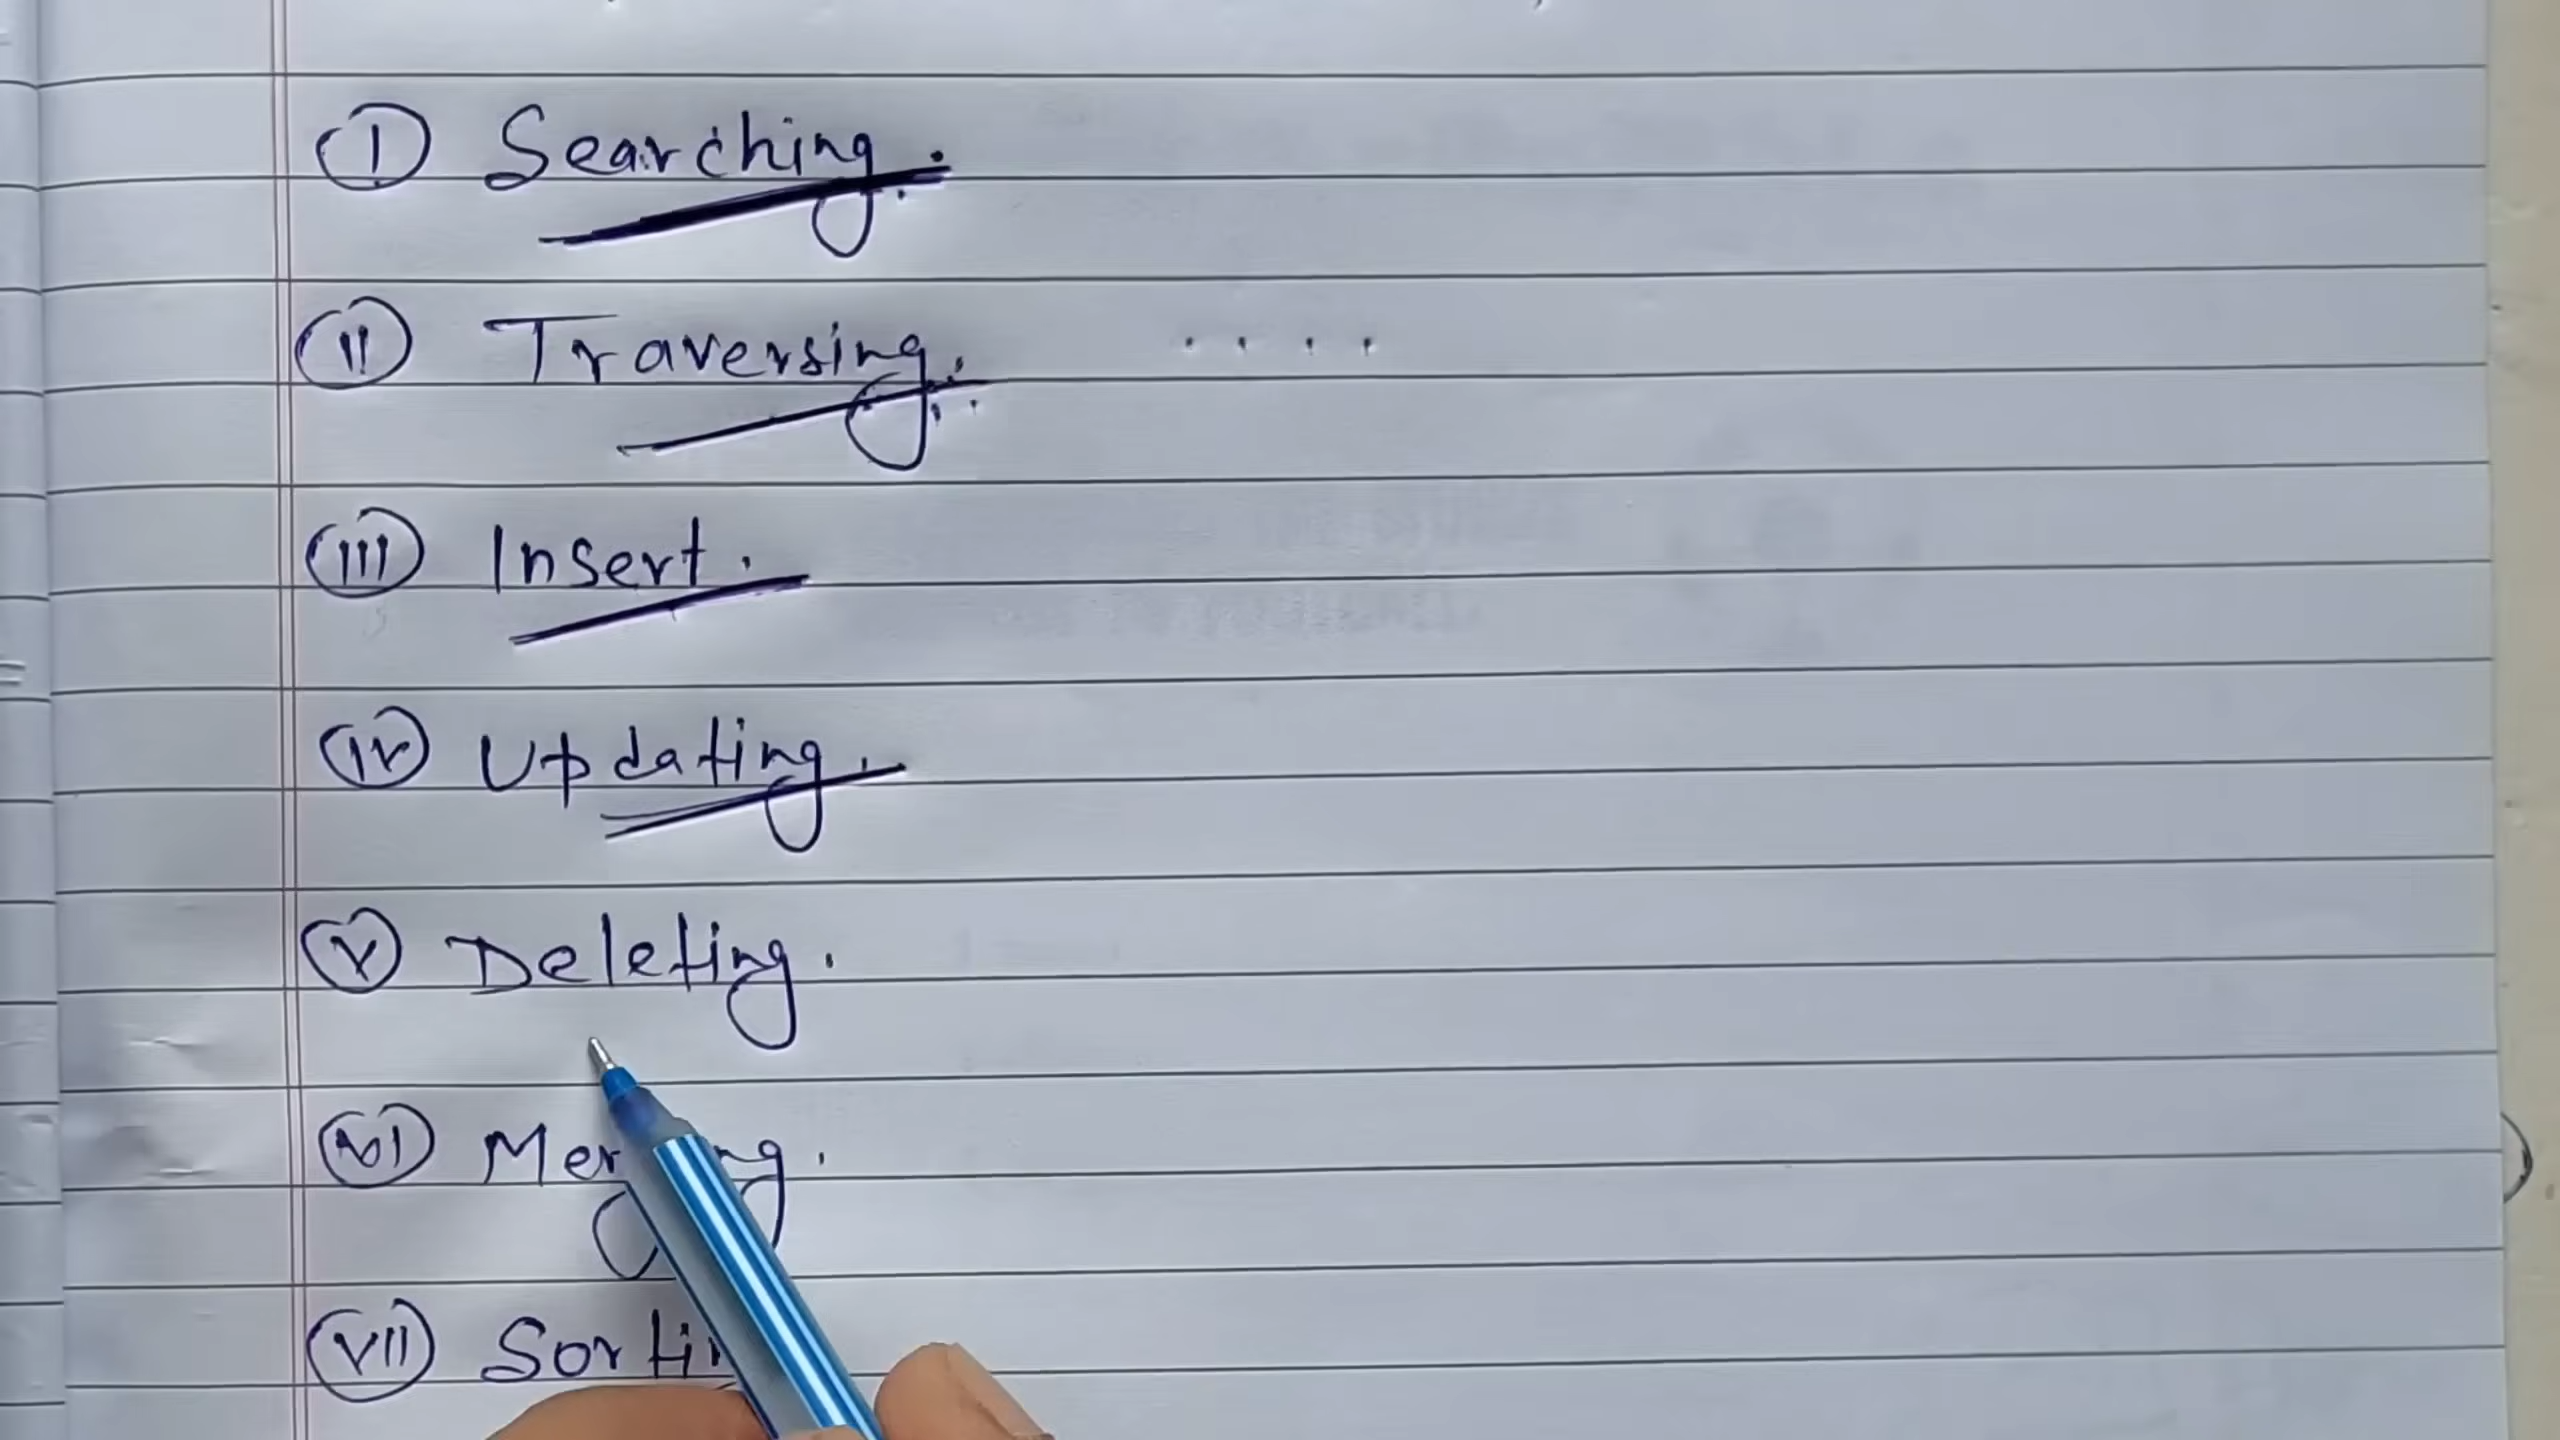 I Searching.
II Traversing. . . . .
III Insert.
IV Updating.
V Deleting.
VI
VII